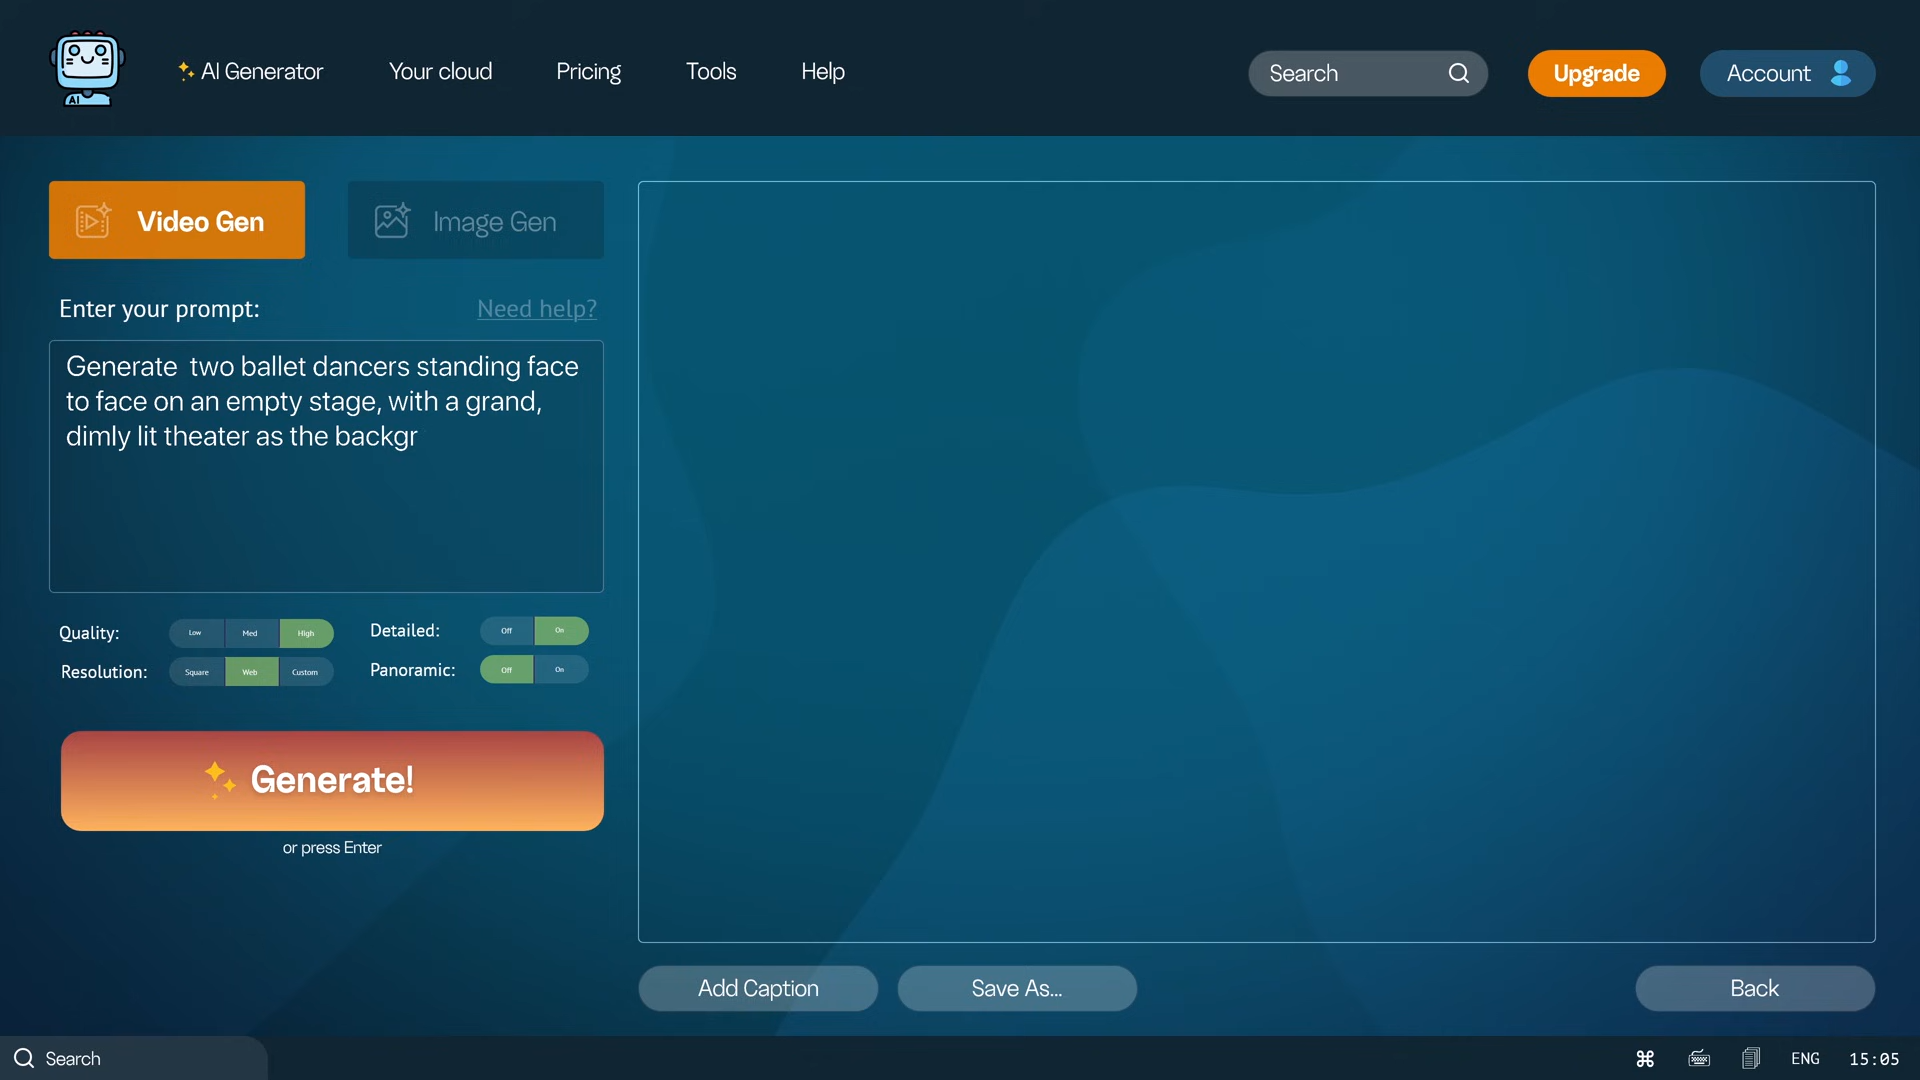 AI
AI Generator
Your cloud
Pricing
Tools
Help
Search
Upgrade
Account
Video Gen
Image Gen
Enter your prompt:
Need help?
Generate  two ballet dancers standing face
to face on an empty stage, with a grand,
dimly lit theater as the backgr
Quality:
Low
Med
High
Detailed:
Off
On
Resolution:
Square
Web
Custom
Panoramic:
Off
On
Generate!
or press Enter
Add Caption
Save As...
Back
Search
ENG
15:05